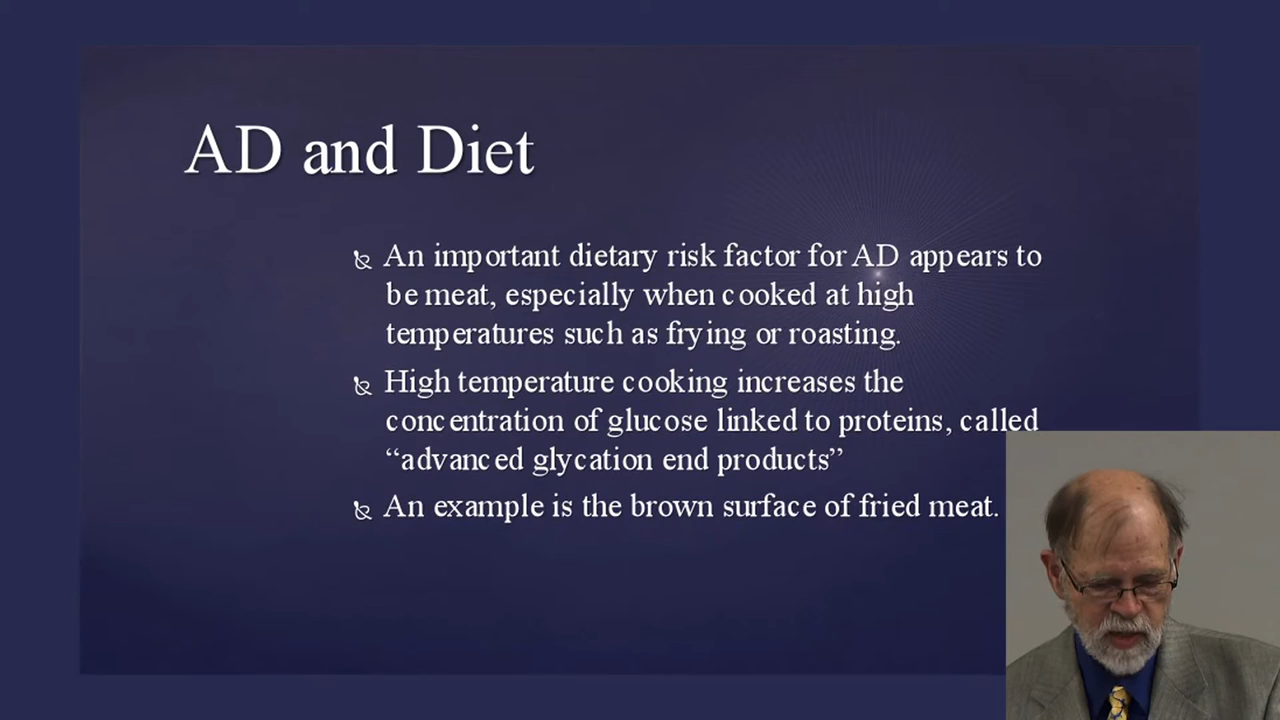 AD and Diet
An important dietary risk factor for AD appears to
be meat, especially when cooked at high
temperatures such as frying or roasting.
High temperature cooking increases the
concentration of glucose linked to proteins, called
“advanced glycation end products”
An example is the brown surface of fried meat.